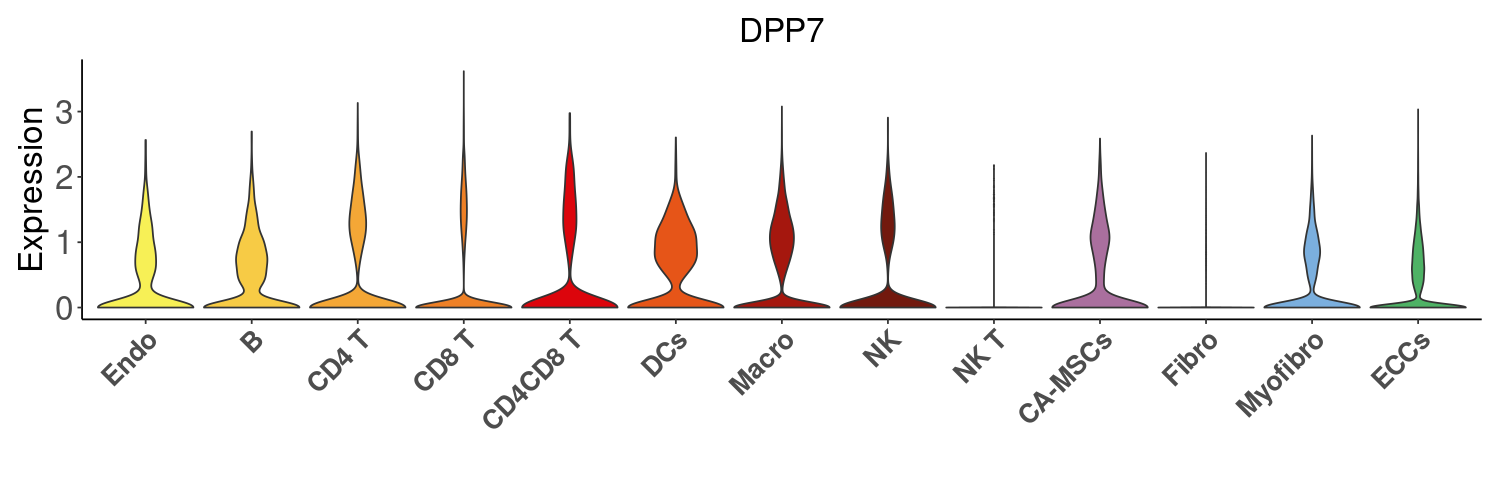 DPP7
Expression
3
2
1
0
Endo
B
CD4 T
CD8 T
CD4CD8 T
DCs
Macro
NK
NK T
CA-MSCs
Fibro
Myofibro
ECCs